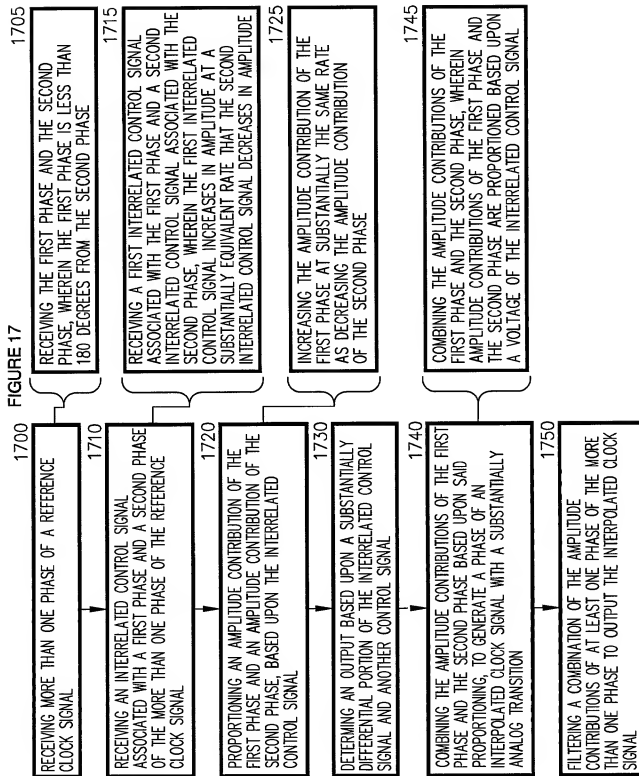 FIGURE 17
1700
RECEIVING MORE THAN ONE PHASE OF A REFERENCE
CLOCK SIGNAL
1705
RECEIVING THE FIRST PHASE AND THE SECOND
PHASE, WHEREIN THE FIRST PHASE IS LESS THAN
180 DEGREES FROM THE SECOND PHASE
1710
RECEIVING AN INTERRELATED CONTROL SIGNAL
ASSOCIATED WITH A FIRST PHASE AND A SECOND PHASE
OF THE MORE THAN ONE PHASE OF THE REFERENCE
CLOCK SIGNAL
1715
RECEIVING A FIRST INTERRELATED CONTROL SIGNAL
ASSOCIATED WITH THE FIRST PHASE AND A SECOND
INTERRELATED CONTROL SIGNAL ASSOCIATED WITH THE
SECOND PHASE, WHEREIN THE FIRST INTERRELATED
CONTROL SIGNAL INCREASES IN AMPLITUDE AT A
SUBSTANTIALLY EQUIVALENT RATE THAT THE SECOND
INTERRELATED CONTROL SIGNAL DECREASES IN AMPLITUDE
1720
PROPORTIONING AN AMPLITUDE CONTRIBUTION OF THE
FIRST PHASE AND AN AMPLITUDE CONTRIBUTION OF THE
SECOND PHASE, BASED UPON THE INTERRELATED
CONTROL SIGNAL
1725
INCREASING THE AMPLITUDE CONTRIBUTION OF THE
FIRST PHASE AT SUBSTANTIALLY THE SAME RATE
AS DECREASING THE AMPLITUDE CONTRIBUTION
OF THE SECOND PHASE
1730
DETERMINING AN OUTPUT BASED UPON A SUBSTANTIALLY
DIFFERENTIAL PORTION OF THE INTERRELATED CONTROL
SIGNAL AND ANOTHER CONTROL SIGNAL
1740
COMBINING THE AMPLITUDE CONTRIBUTIONS OF THE FIRST
PHASE AND THE SECOND PHASE BASED UPON SAID
PROPORTIONING, TO GENERATE A PHASE OF AN
INTERPOLATED CLOCK SIGNAL WITH A SUBSTANTIALLY
ANALOG TRANSITION
1745
COMBINING THE AMPLITUDE CONTRIBUTIONS OF THE
FIRST PHASE AND THE SECOND PHASE, WHEREIN
AMPLITUDE CONTRIBUTIONS OF THE FIRST PHASE AND
THE SECOND PHASE ARE PROPORTIONED BASED UPON
A VOLTAGE OF THE INTERRELATED CONTROL SIGNAL
1750
FILTERING A COMBINATION OF THE AMPLITUDE
CONTRIBUTIONS OF AT LEAST ONE PHASE OF THE MORE
THAN ONE PHASE TO OUTPUT THE INTERPOLATED CLOCK
SIGNAL